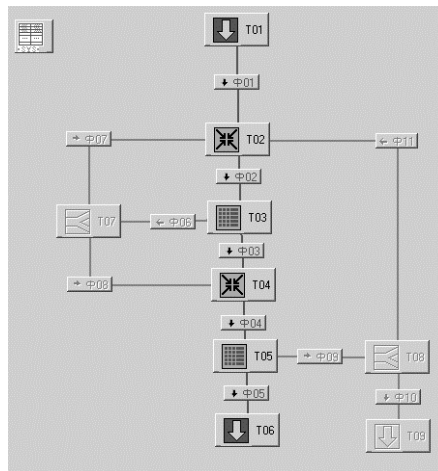 T01
↓ Ф01
→ Ф07
T02
← Ф11
↓ Ф02
T07
← Ф06
T03
↓ Ф03
→ Ф08
T04
↓ Ф04
T05
→ Ф09
T08
↓ Ф05
↓ Ф10
T06
T09